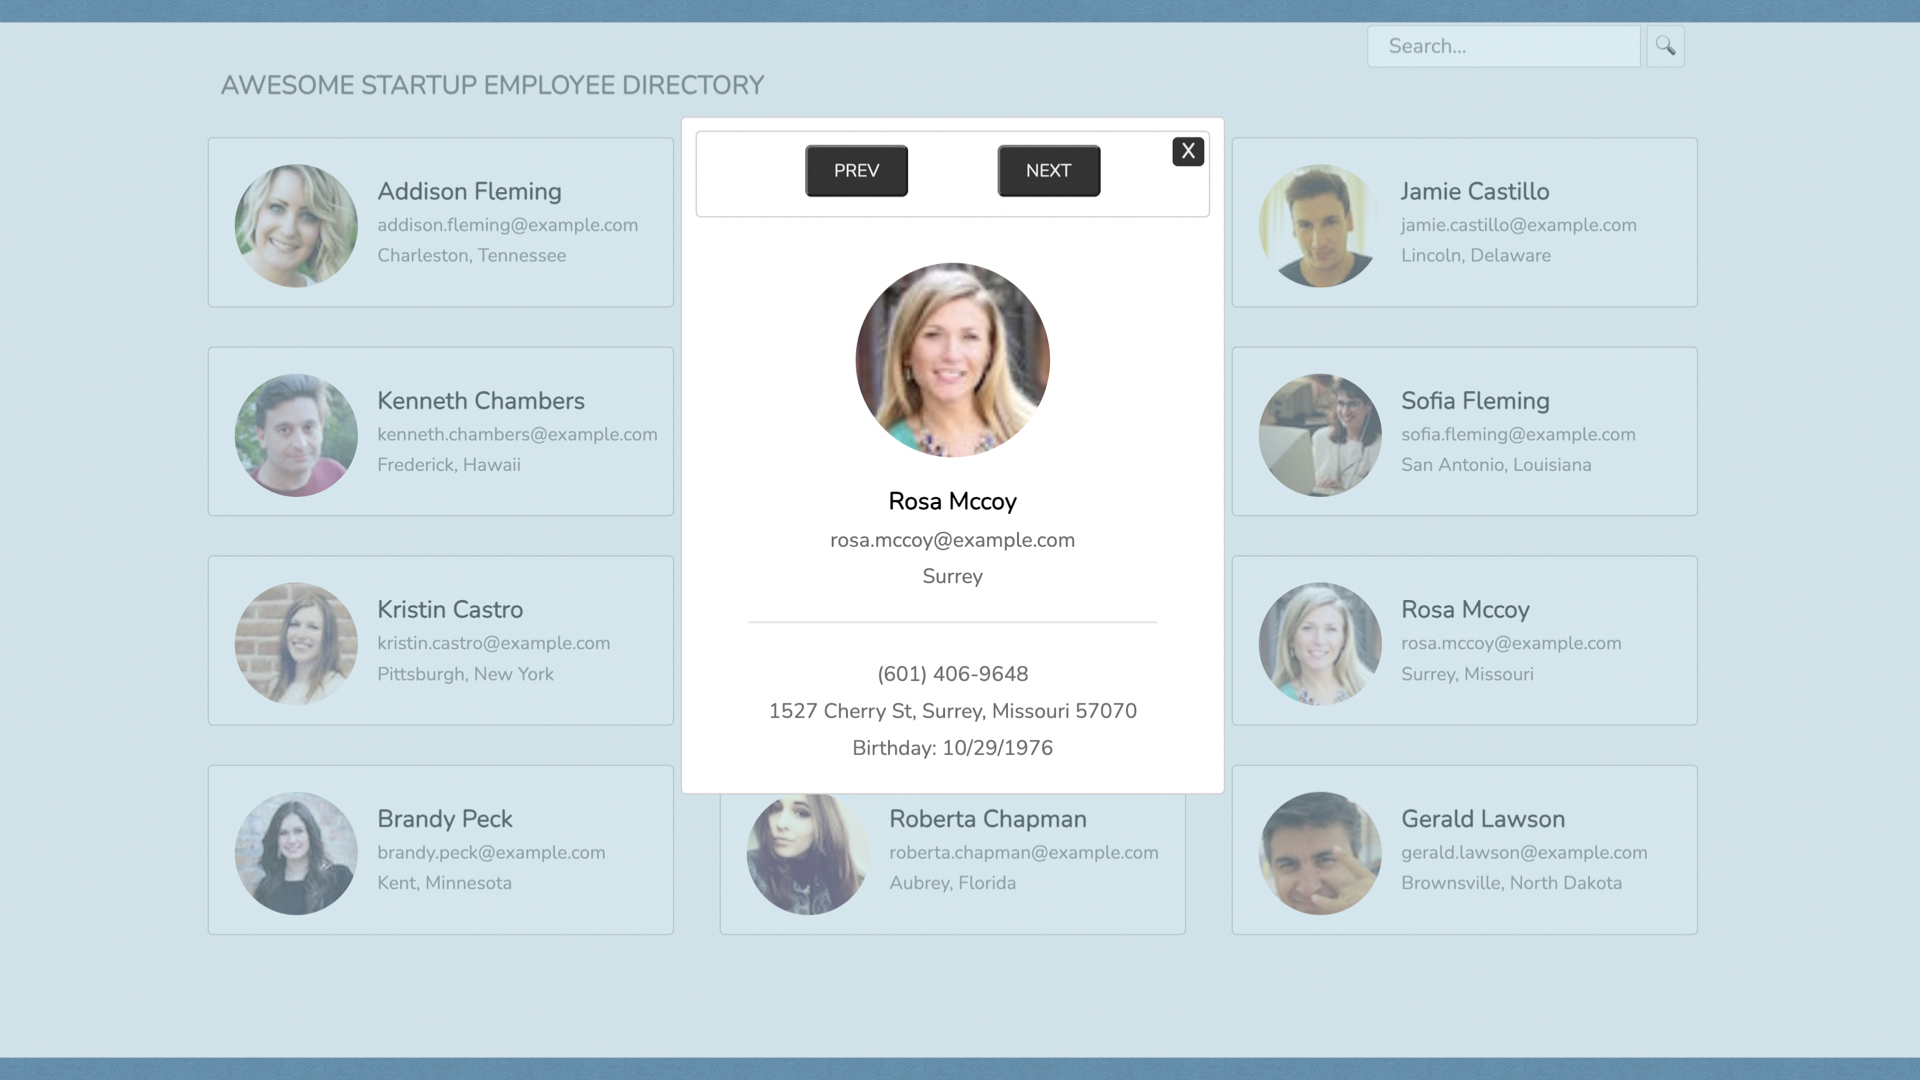 Search...
AWESOME STARTUP EMPLOYEE DIRECTORY
PREV
NEXT
X
Addison Fleming
addison.fleming@example.com
Charleston, Tennessee
Jamie Castillo
jamie.castillo@example.com
Lincoln, Delaware
Kenneth Chambers
kenneth.chambers@example.com
Frederick, Hawaii
Sofia Fleming
sofia.fleming@example.com
San Antonio, Louisiana
Rosa Mccoy
rosa.mccoy@example.com
Surrey
(601) 406-9648
1527 Cherry St, Surrey, Missouri 57070
Birthday: 10/29/1976
Kristin Castro
kristin.castro@example.com
Pittsburgh, New York
Rosa Mccoy
rosa.mccoy@example.com
Surrey, Missouri
Brandy Peck
brandy.peck@example.com
Kent, Minnesota
Roberta Chapman
roberta.chapman@example.com
Aubrey, Florida
Gerald Lawson
gerald.lawson@example.com
Brownsville, North Dakota